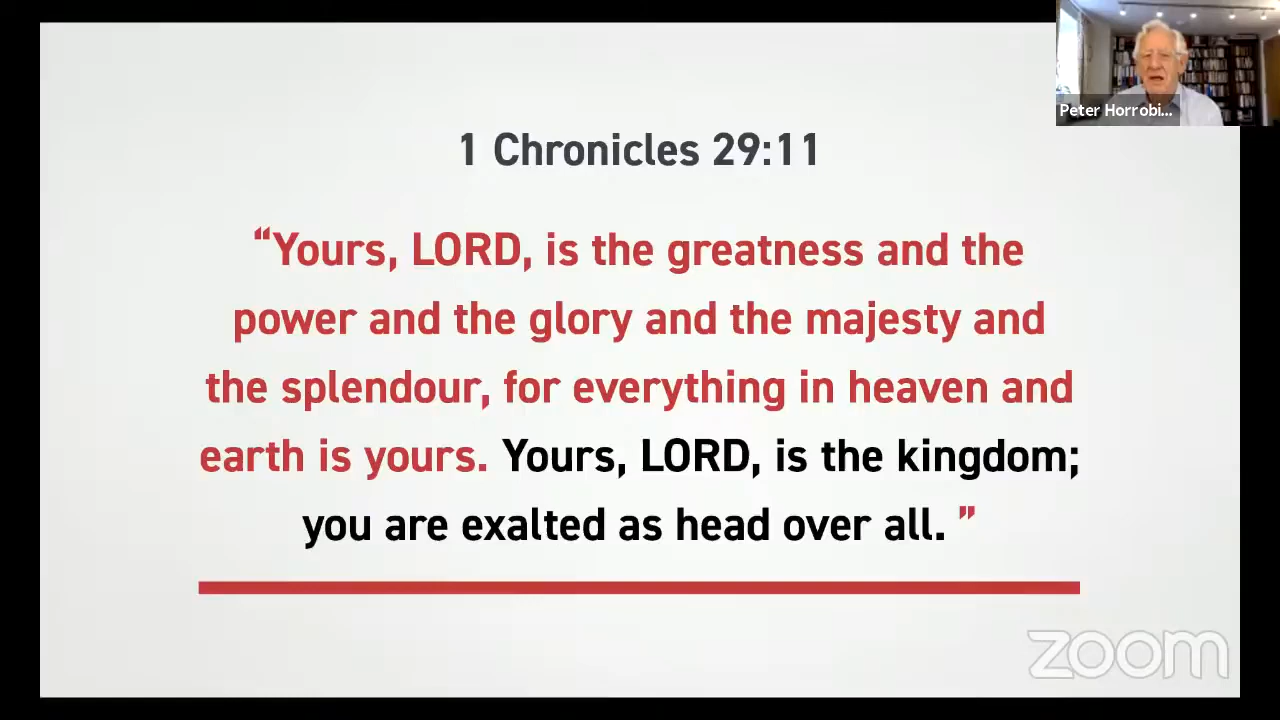 Peter Horrobi...
1 Chronicles 29:11
“Yours, LORD, is the greatness and the
power and the glory and the majesty and
the splendour, for everything in heaven and
earth is yours. Yours, LORD, is the kingdom;
you are exalted as head over all. ”
zoom